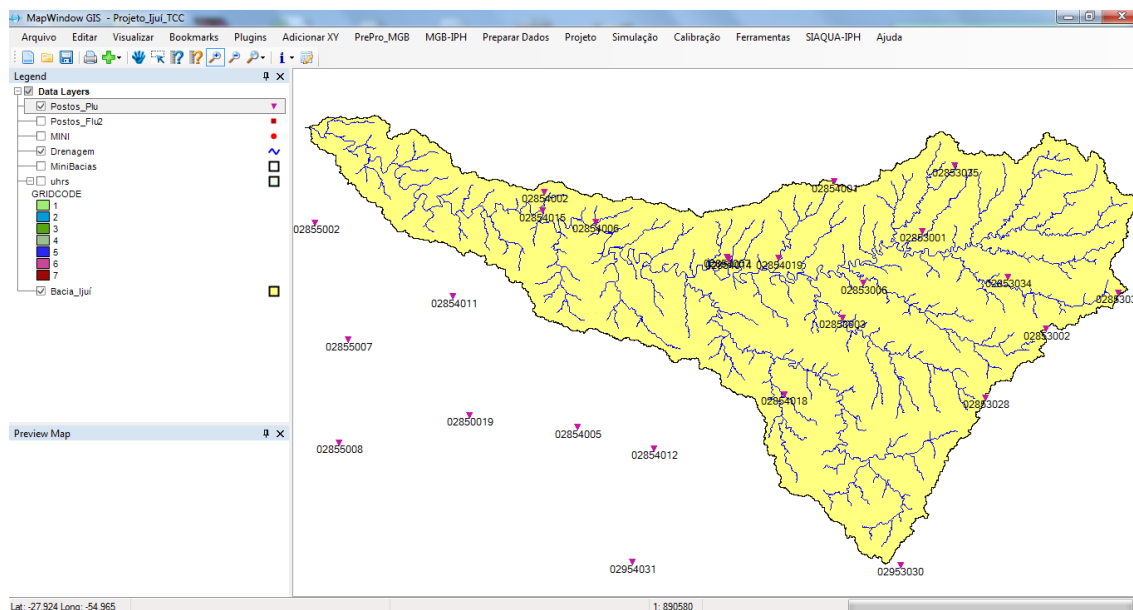 MapWindow GIS - Projeto_Ijuí_TCC
Arquivo Editar Visualizar Bookmarks Plugins Adicionar XY PrePro_MGB MGB-IPH Preparar Dados Projeto Simulação Calibração Ferramentas SIAQUA-IPH Ajuda
Legend
Data Layers
Postos_Plu
Postos_Flu2
MINI
Drenagem
MiniBacias
uhrs
GRIDCODE
1
2
3
4
5
6
7
Bacia_Ijuí
Preview Map
02853035
02854001
02854002
02854015
02854006
02855002
02853001
02854019
02853034
02853006
02854011
02853003
02853002
02855007
02854018
02853028
02850019
02854005
02855008
02854012
02954031
02953030
Lat: -27.924 Long: -54.965
1: 890580